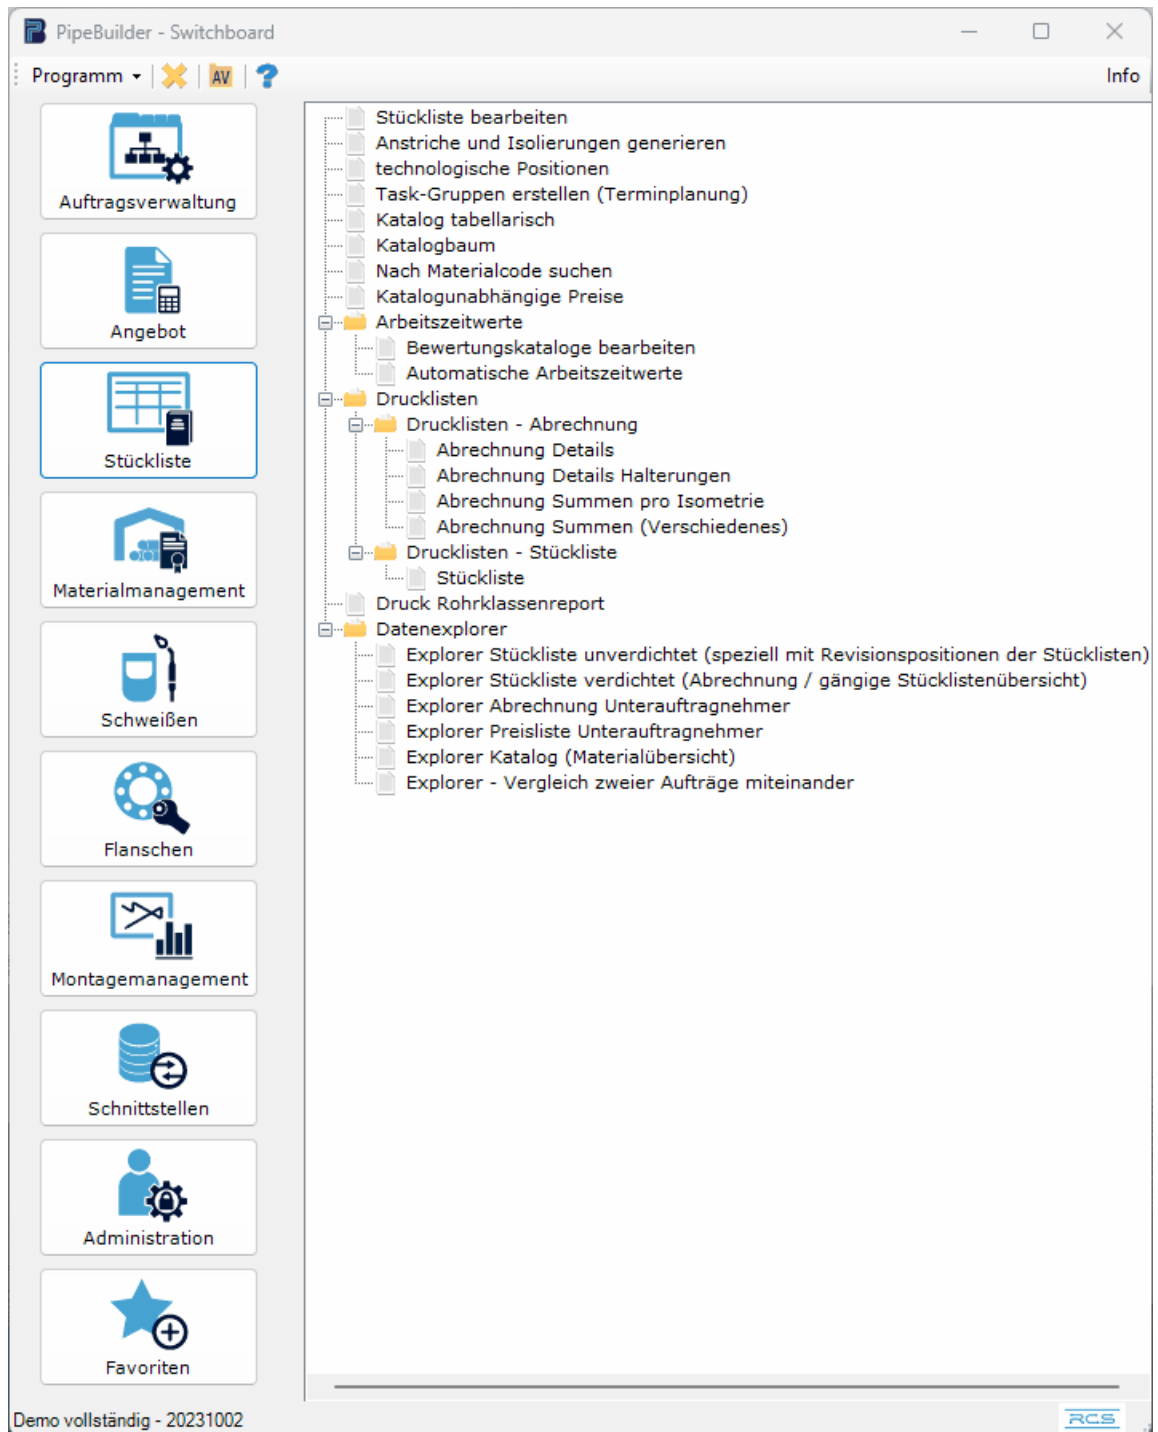 PipeBuilder - Switchboard
Programm
AV
?
Info
Auftragsverwaltung
Angebot
Stückliste
Materialmanagement
Schweißen
Flanschen
Montagemanagement
Schnittstellen
Administration
Favoriten
Stückliste bearbeiten
Anstriche und Isolierungen generieren
technologische Positionen
Task-Gruppen erstellen (Terminplanung)
Katalog tabellarisch
Katalogbaum
Nach Materialcode suchen
Katalogunabhängige Preise
Arbeitszeitwerte
Bewertungskataloge bearbeiten
Automatische Arbeitszeitwerte
Drucklisten
Drucklisten - Abrechnung
Abrechnung Details
Abrechnung Details Halterungen
Abrechnung Summen pro Isometrie
Abrechnung Summen (Verschiedenes)
Drucklisten - Stückliste
Stückliste
Druck Rohrklassenreport
Datenexplorer
Explorer Stückliste unverdichtet (speziell mit Revisionspositionen der Stücklisten)
Explorer Stückliste verdichtet (Abrechnung / gängige Stücklistenübersicht)
Explorer Abrechnung Unterauftragnehmer
Explorer Preisliste Unterauftragnehmer
Explorer Katalog (Materialübersicht)
Explorer - Vergleich zweier Aufträge miteinander
Demo vollständig - 20231002
RCS